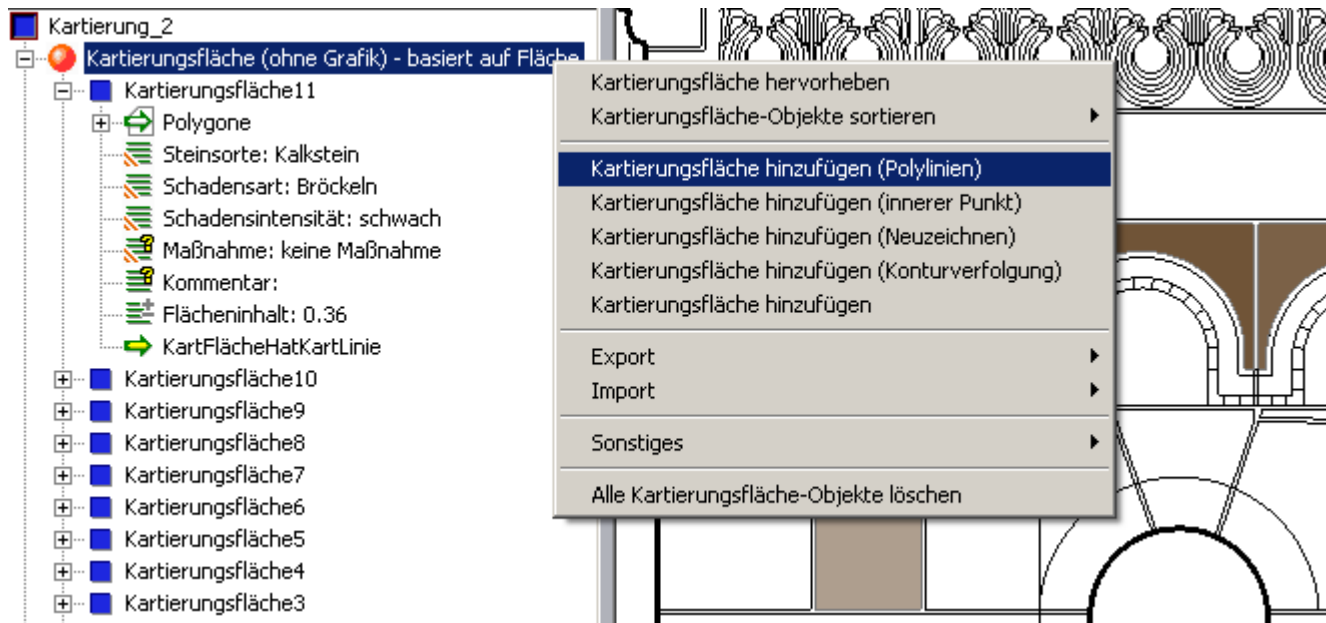 Kartierung_2
Kartierungsfläche (ohne Grafik) - basiert auf Fläche
Kartierungsfläche11
Polygone
Steinsorte: Kalkstein
Schadensart: Bröckeln
Schadensintensität: schwach
Maßnahme: keine Maßnahme
Kommentar:
Flächeninhalt: 0.36
KartFlächeHatKartLinie
Kartierungsfläche10
Kartierungsfläche9
Kartierungsfläche8
Kartierungsfläche7
Kartierungsfläche6
Kartierungsfläche5
Kartierungsfläche4
Kartierungsfläche3
Kartierungsfläche hervorheben
Kartierungsfläche-Objekte sortieren
Kartierungsfläche hinzufügen (Polylinien)
Kartierungsfläche hinzufügen (innerer Punkt)
Kartierungsfläche hinzufügen (Neuzeichnen)
Kartierungsfläche hinzufügen (Konturverfolgung)
Kartierungsfläche hinzufügen
Export
Import
Sonstiges
Alle Kartierungsfläche-Objekte löschen